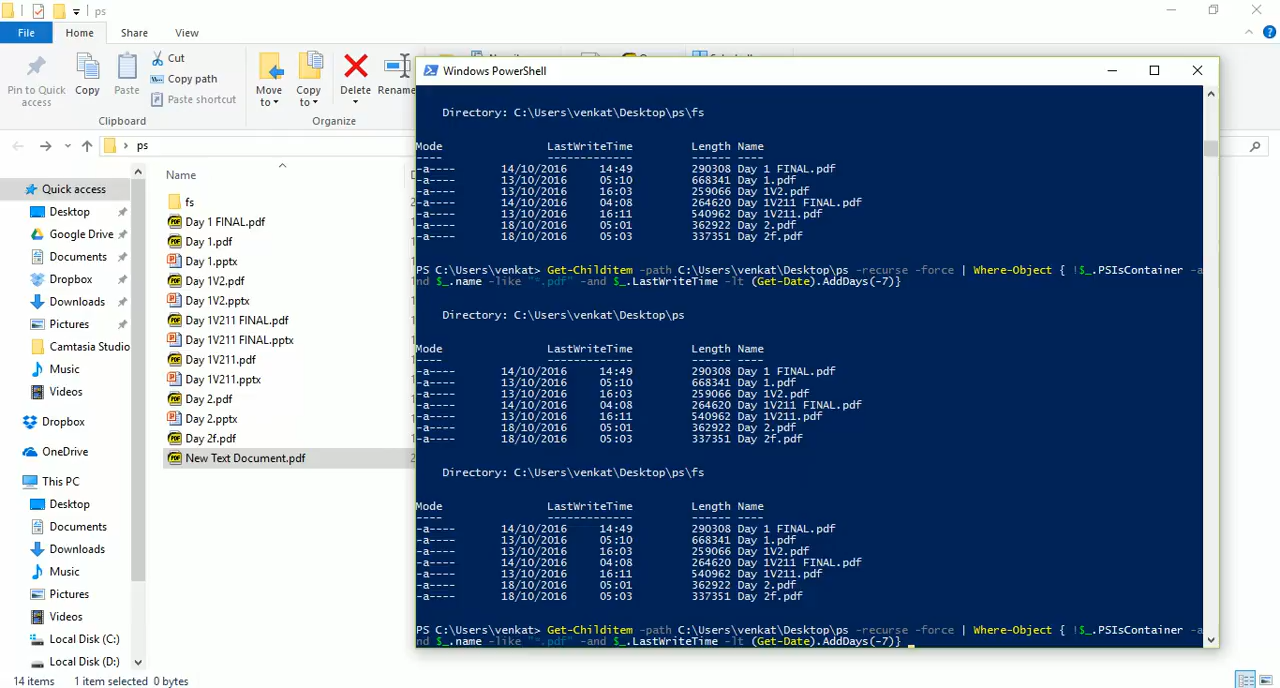 ps
File
Home
Share
View
Pin to Quick
access
Copy
Paste
Cut
Copy path
Paste shortcut
Clipboard
Move
to
Copy
to
Delete
Rename
Organize
ps
Name
Quick access
Desktop
Google Drive
Documents
Dropbox
Downloads
Pictures
Camtasia Studio
Music
Videos
Dropbox
OneDrive
This PC
Desktop
Documents
Downloads
Music
Pictures
Videos
Local Disk (C:)
Local Disk (D:)
fs
Day 1 FINAL.pdf
Day 1.pdf
Day 1.pptx
Day 1V2.pdf
Day 1V2.pptx
Day 1V211 FINAL.pdf
Day 1V211 FINAL.pptx
Day 1V211.pdf
Day 1V211.pptx
Day 2.pdf
Day 2.pptx
Day 2f.pdf
New Text Document.pdf
14 items 1 item selected 0 bytes
Windows PowerShell
Directory: C:\Users\venkat\Desktop\ps\fs
Mode LastWriteTime Length Name
---- ------------- ------ ----
-a---- 14/10/2016 14:49 290308 Day 1 FINAL.pdf
-a---- 13/10/2016 05:10 668341 Day 1.pdf
-a---- 13/10/2016 16:03 259066 Day 1V2.pdf
-a---- 14/10/2016 04:08 264620 Day 1V211 FINAL.pdf
-a---- 13/10/2016 16:11 540962 Day 1V211.pdf
-a---- 18/10/2016 05:01 362922 Day 2.pdf
-a---- 18/10/2016 05:03 337351 Day 2f.pdf
PS C:\Users\venkat> Get-Childitem -path C:\Users\venkat\Desktop\ps -recurse -force | Where-Object { !$_.PSIsContainer -a
nd $_.name -like "*.pdf" -and $_.LastWriteTime -lt (Get-Date).AddDays(-7)}
Directory: C:\Users\venkat\Desktop\ps
Mode LastWriteTime Length Name
---- ------------- ------ ----
-a---- 14/10/2016 14:49 290308 Day 1 FINAL.pdf
-a---- 13/10/2016 05:10 668341 Day 1.pdf
-a---- 13/10/2016 16:03 259066 Day 1V2.pdf
-a---- 14/10/2016 04:08 264620 Day 1V211 FINAL.pdf
-a---- 13/10/2016 16:11 540962 Day 1V211.pdf
-a---- 18/10/2016 05:01 362922 Day 2.pdf
-a---- 18/10/2016 05:03 337351 Day 2f.pdf
Directory: C:\Users\venkat\Desktop\ps\fs
Mode LastWriteTime Length Name
---- ------------- ------ ----
-a---- 14/10/2016 14:49 290308 Day 1 FINAL.pdf
-a---- 13/10/2016 05:10 668341 Day 1.pdf
-a---- 13/10/2016 16:03 259066 Day 1V2.pdf
-a---- 14/10/2016 04:08 264620 Day 1V211 FINAL.pdf
-a---- 13/10/2016 16:11 540962 Day 1V211.pdf
-a---- 18/10/2016 05:01 362922 Day 2.pdf
-a---- 18/10/2016 05:03 337351 Day 2f.pdf
PS C:\Users\venkat> Get-Childitem -path C:\Users\venkat\Desktop\ps -recurse -force | Where-Object { !$_.PSIsContainer -a
nd $_.name -like "*.pdf" -and $_.LastWriteTime -lt (Get-Date).AddDays(-7)}